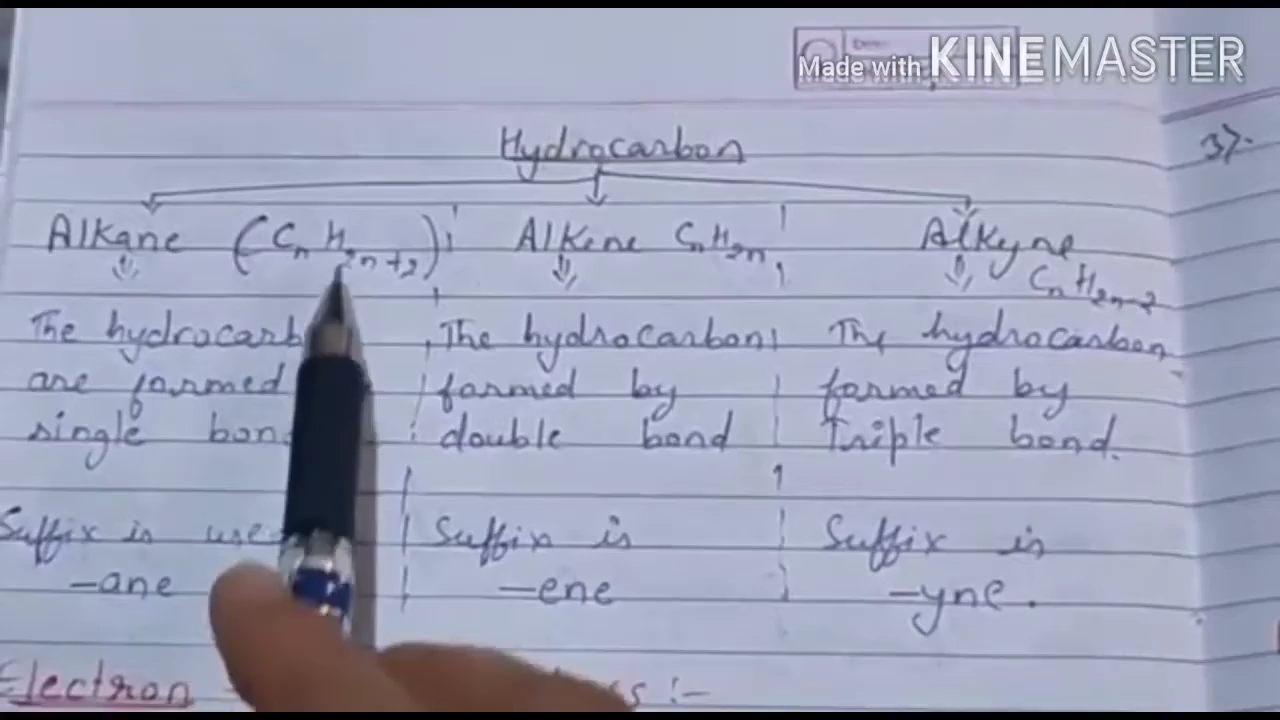 Made with KINEMASTER
Hydrocarbon
37.
Alkane (CnH2n+2) Alkene CnH2n Alkyne
CnH2n-2
The hydrocarb The hydrocarbon The hydrocarbon
are formed formed by formed by
single bon double bond Triple bond.
Suffix is use Suffix is Suffix is
-ane -ene -yne.
Electron :-